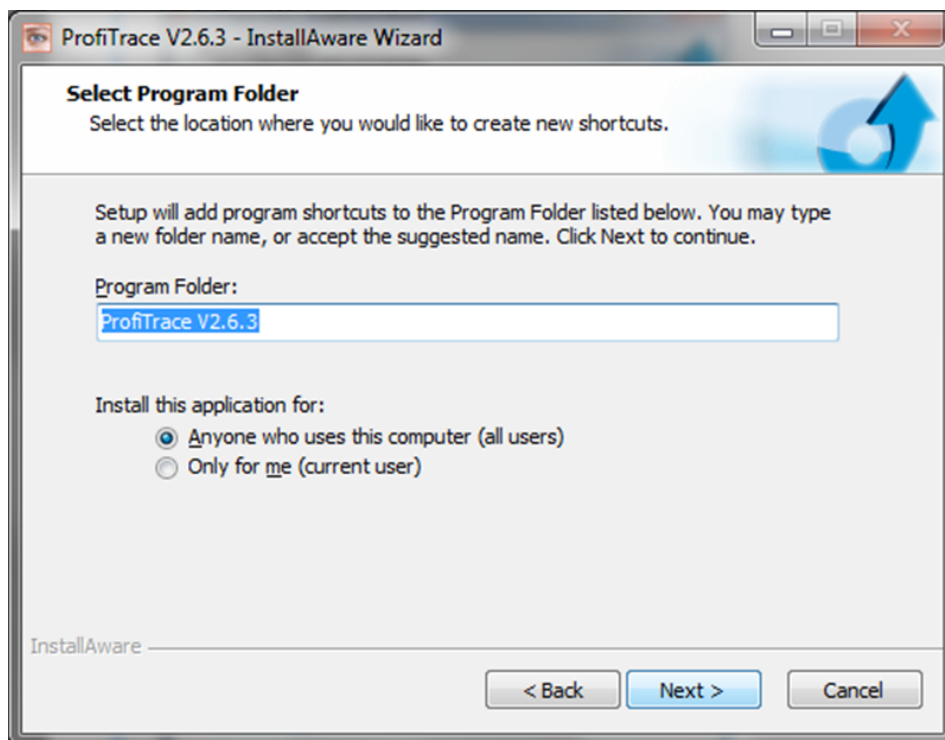 ProfiTrace V2.6.3 - InstallAware Wizard
Select Program Folder
Select the location where you would like to create new shortcuts.
Setup will add program shortcuts to the Program Folder listed below. You may type
a new folder name, or accept the suggested name. Click Next to continue.
Program Folder:
ProfiTrace V2.6.3
Install this application for:
Anyone who uses this computer (all users)
Only for me (current user)
InstallAware
< Back Next > Cancel